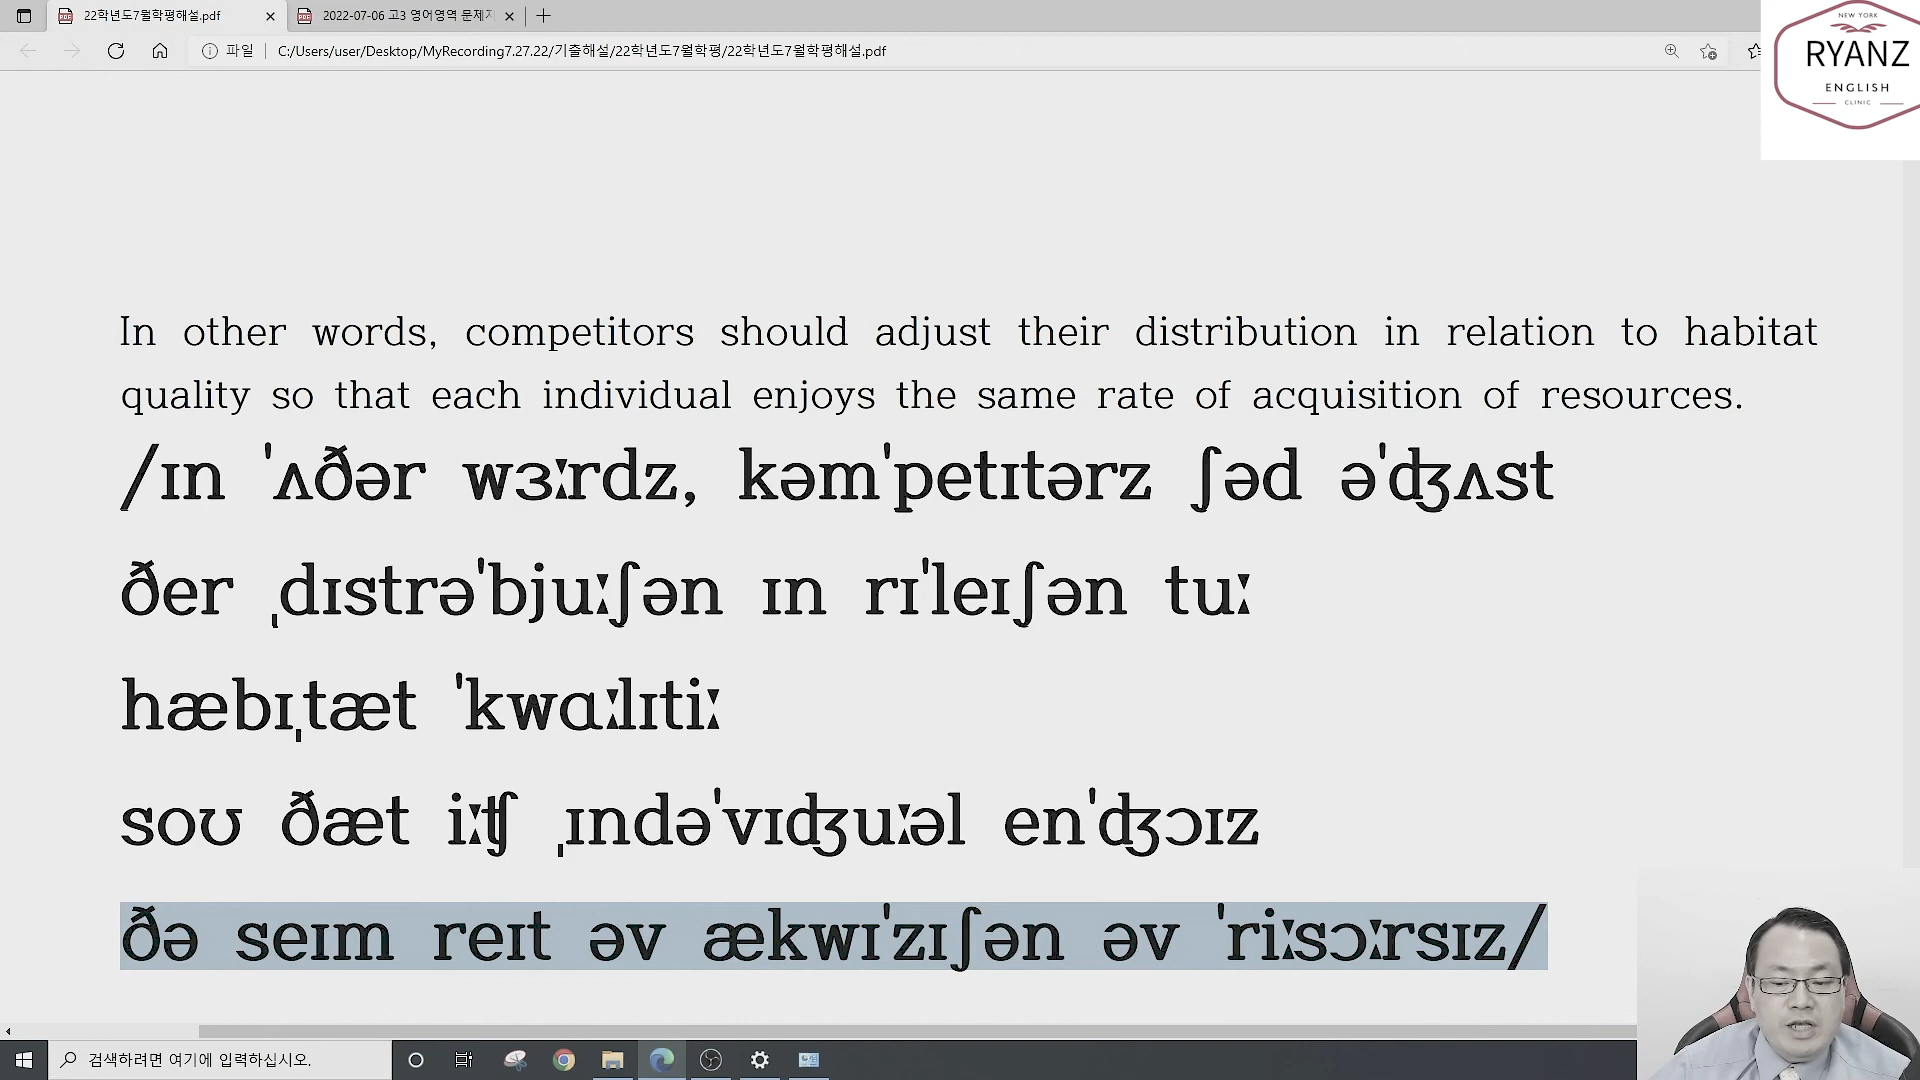 22학년도7월학평해설.pdf
2022-07-06 고3 영어영역 문제지
파일
C:/Users/user/Desktop/MyRecording7.27.22/기출해설/22학년도7월학평/22학년도7월학평해설.pdf
NEW YORK
RYANZ
ENGLISH
CLINIC
In other words, competitors should adjust their distribution in relation to habitat
quality so that each individual enjoys the same rate of acquisition of resources.
/ɪn ˈʌðər wɜːrdz, kəmˈpetɪtərz ʃəd əˈʤʌst
ðer ˌdɪstrəˈbjuːʃən ɪn rɪˈleɪʃən tuː
hæbɪˌtæt ˈkwɑːlɪtiː
soʊ ðæt iːʧ ˌɪndəˈvɪʤuːəl enˈʤɔɪz
ðə seɪm reɪt əv ækwɪˈzɪʃən əv ˈriːsɔːrsɪz/
검색하려면 여기에 입력하십시오.